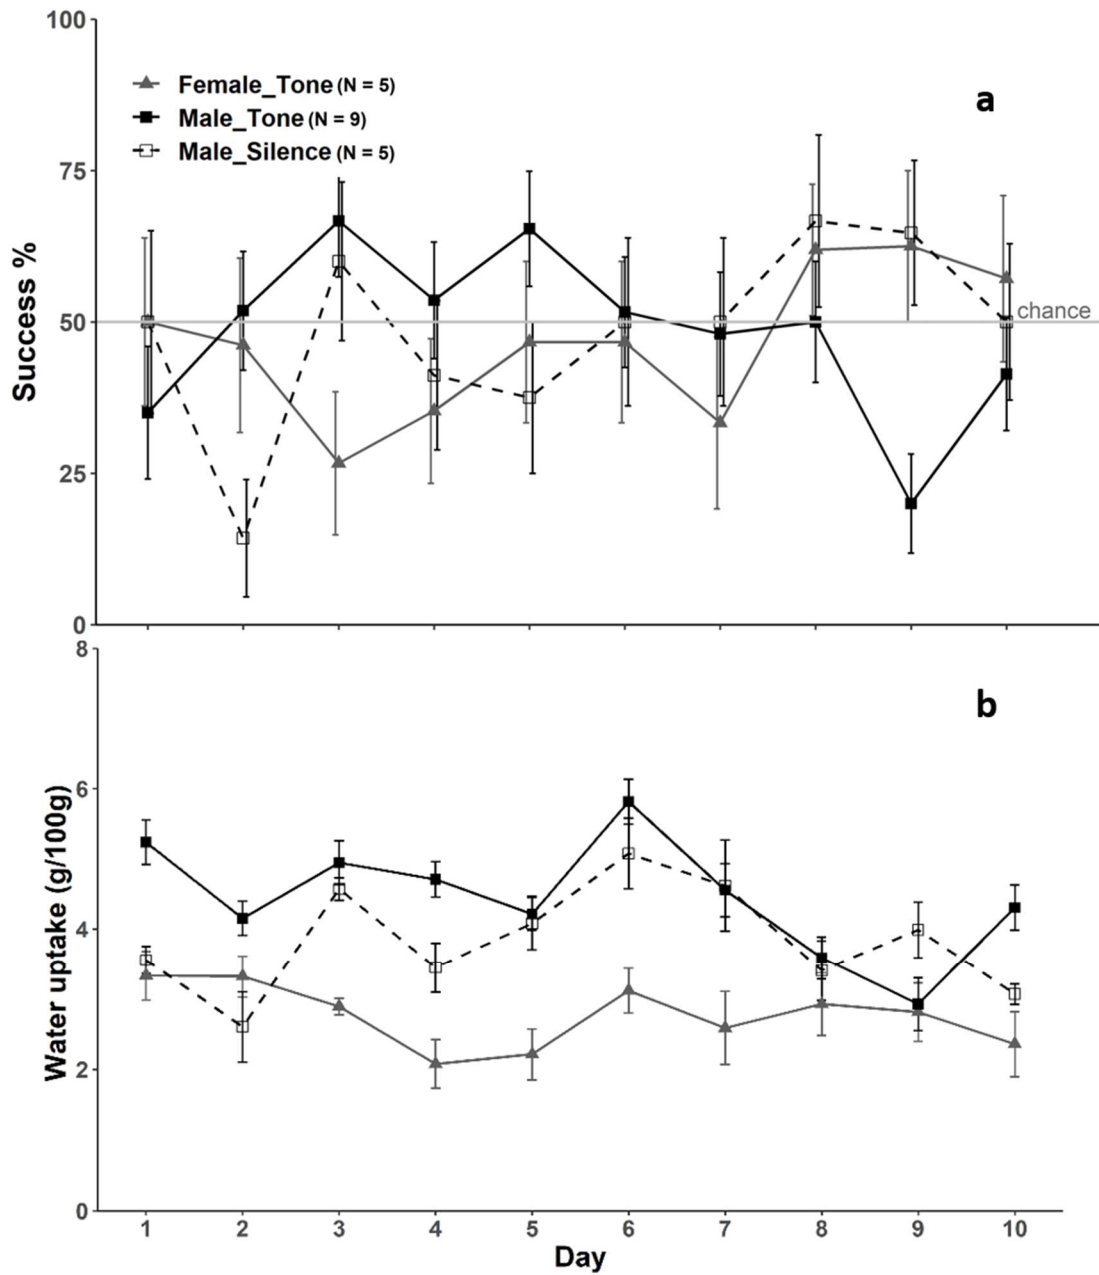 100
75
50
25
0
Success %
Female_Tone (N = 5)
Male_Tone (N = 9)
Male_Silence (N = 5)
a
chance
8
6
4
2
0
Water uptake (g/100g)
b
1 2 3 4 5 6 7 8 9 10
Day